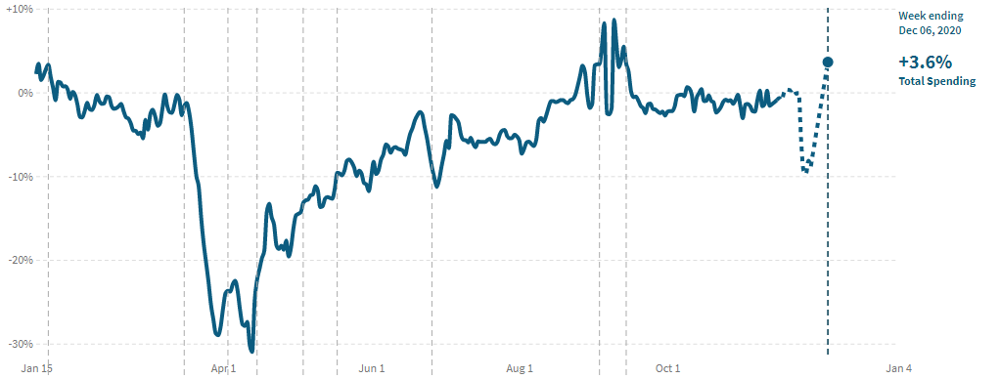 +10%
0%
-10%
-20%
-30%
Jan 15
Apr 1
Jun 1
Aug 1
Oct 1
Jan 4
Week ending
Dec 06, 2020
+3.6%
Total Spending